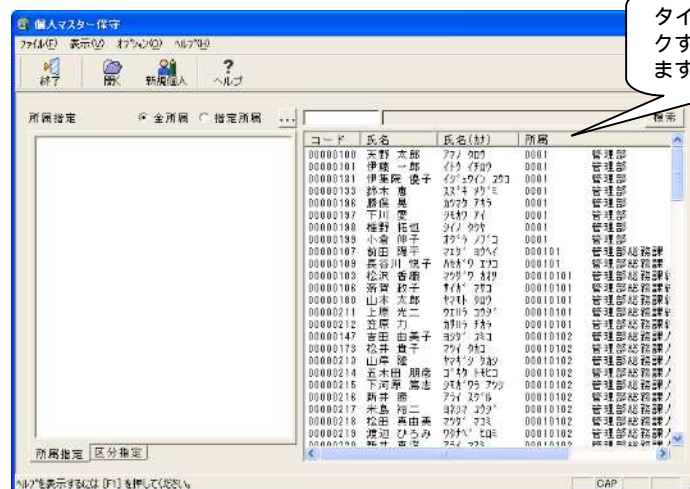 個人マスター保守
タイ
クす
ます
ファイル(F) 表示(V) オプション(O) ヘルプ(H)
終了 開く 新規個人 ヘルプ
所属指定 全所属 指定所属 ... 検索
コード 氏名 氏名(カナ) 所属
00000100 天野 太郎 アマノ タロウ 0001 管理部
00000101 伊藤 一郎 イトウ イチロウ 0001 管理部
00000131 伊集院 優子 イジュウイン ユウコ 0001 管理部
00000133 鈴木 恵 スズキ メグミ 0001 管理部
00000196 勝俣 晃 カツマタ アキラ 0001 管理部
00000197 下川 愛 シモカワ アイ 0001 管理部
00000198 椎野 拓也 シイノ タクヤ 0001 管理部
00000199 小倉 伸子 オグラ ノブコ 0001 管理部
00000107 前田 陽平 マエダ ヨウヘイ 000101 管理部総務課
00000109 長谷川 悦子 ハセガワ エツコ 000101 管理部総務課
00000103 松沢 香織 マツザワ カオリ 00010101 管理部総務課
00000106 斎賀 政子 サイカ マサコ 00010101 管理部総務課
00000180 山本 太郎 ヤマモト タロウ 00010101 管理部総務課
00000211 上原 光二 ウエハラ コウジ 00010101 管理部総務課
00000212 笠原 力 カサハラ チカラ 00010101 管理部総務課
00000147 吉田 由美子 ヨシダ ユミコ 00010102 管理部総務課人
00000173 松井 貴子 マツイ タカコ 00010102 管理部総務課人
00000213 山岸 隆 ヤマギシ タカシ 00010102 管理部総務課人
00000214 五木田 朋彦 ゴキタ トモヒコ 00010102 管理部総務課人
00000215 下河原 篤志 シモガワラ アツシ 00010102 管理部総務課人
00000216 新井 勝 アライ スグル 00010102 管理部総務課人
00000217 米島 裕二 ヨネシマ ユウジ 00010102 管理部総務課人
00000218 松田 真由美 マツダ マユミ 00010102 管理部総務課人
00000219 渡辺 ひろみ ワタナベ ヒロミ 00010102 管理部総務課人
所属指定 区分指定
ヘルプを表示するには [F1] を押してください。 CAP